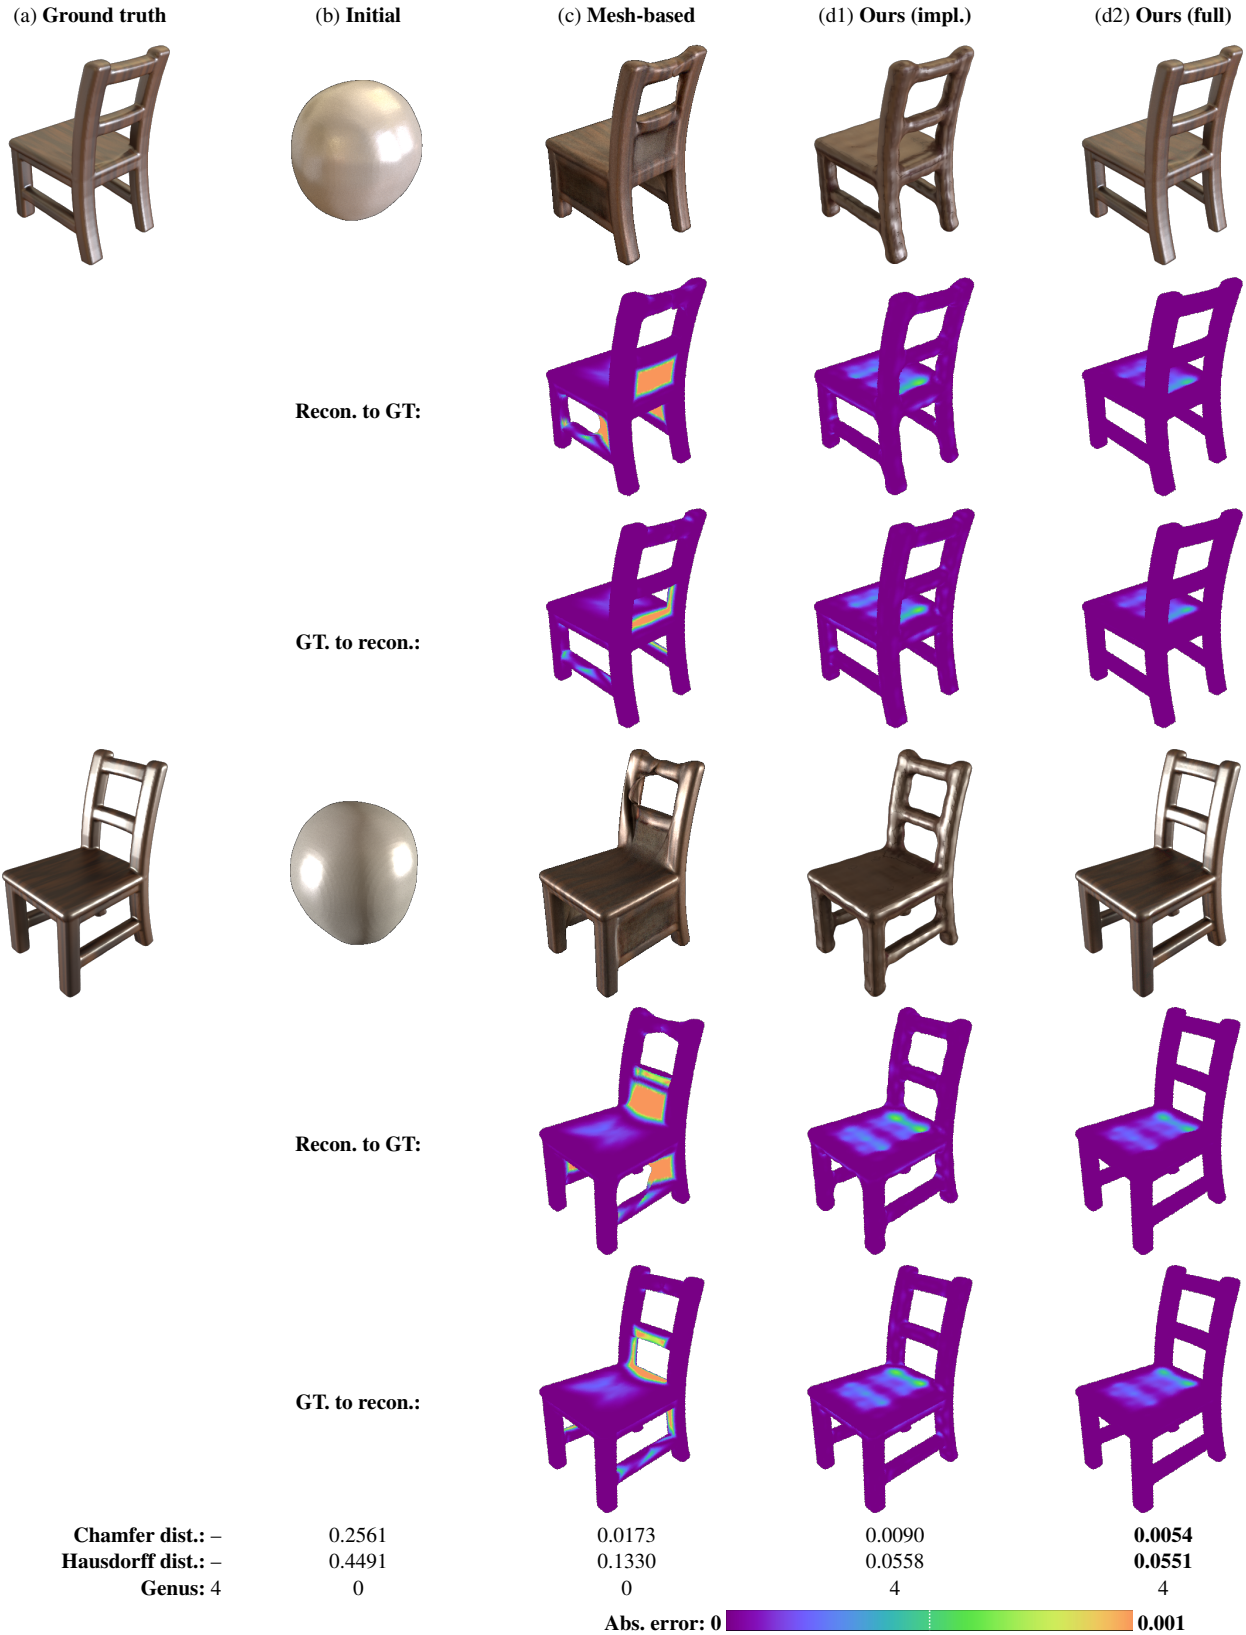 (a) Ground truth (b) Initial (c) Mesh-based (d1) Ours (impl.) (d2) Ours (full)
Recon. to GT:
GT. to recon.:
Recon. to GT:
GT. to recon.:
Chamfer dist.: – 0.2561 0.0173 0.0090 0.0054
Hausdorff dist.: – 0.4491 0.1330 0.0558 0.0551
Genus: 4 0 0 4 4
Abs. error: 0 0.001